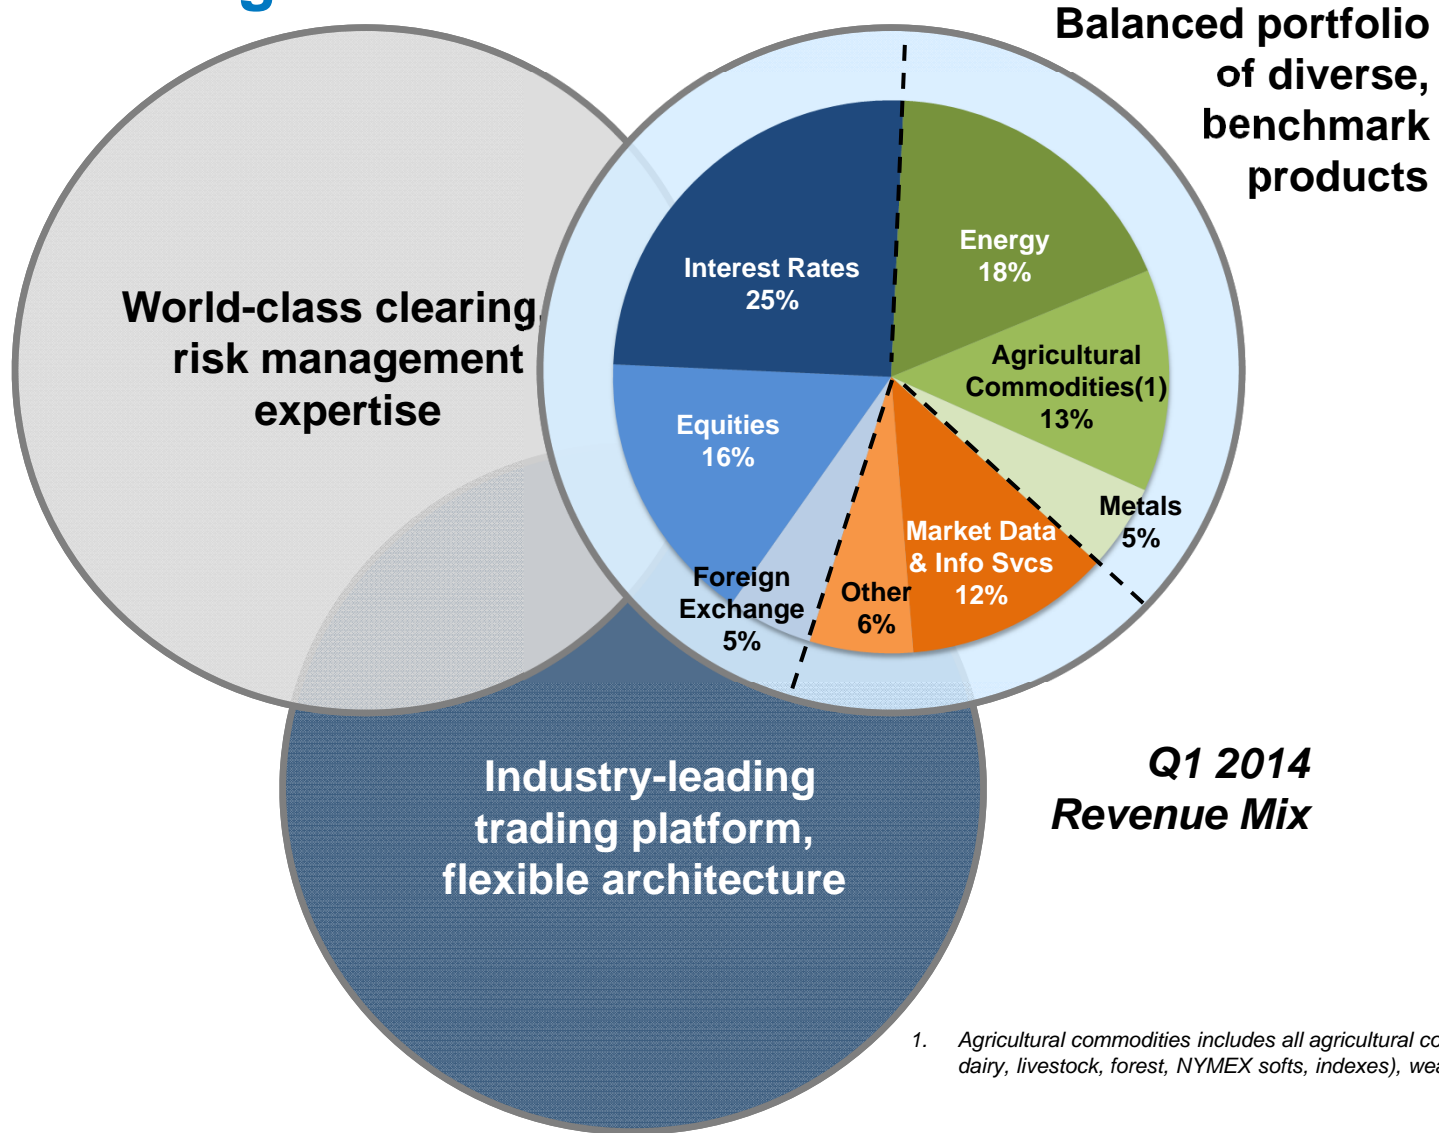 Balanced portfolio
of diverse,
benchmark
products
World-class clearing,
risk management
expertise
Interest Rates
25%
Energy
18%
Agricultural
Commodities(1)
13%
Equities
16%
Metals
5%
Market Data
& Info Svcs
12%
Other
6%
Foreign
Exchange
5%
Industry-leading
trading platform,
flexible architecture
Q1 2014
Revenue Mix
1. Agricultural commodities includes all agricultural
dairy, livestock, forest, NYMEX softs, indexes),